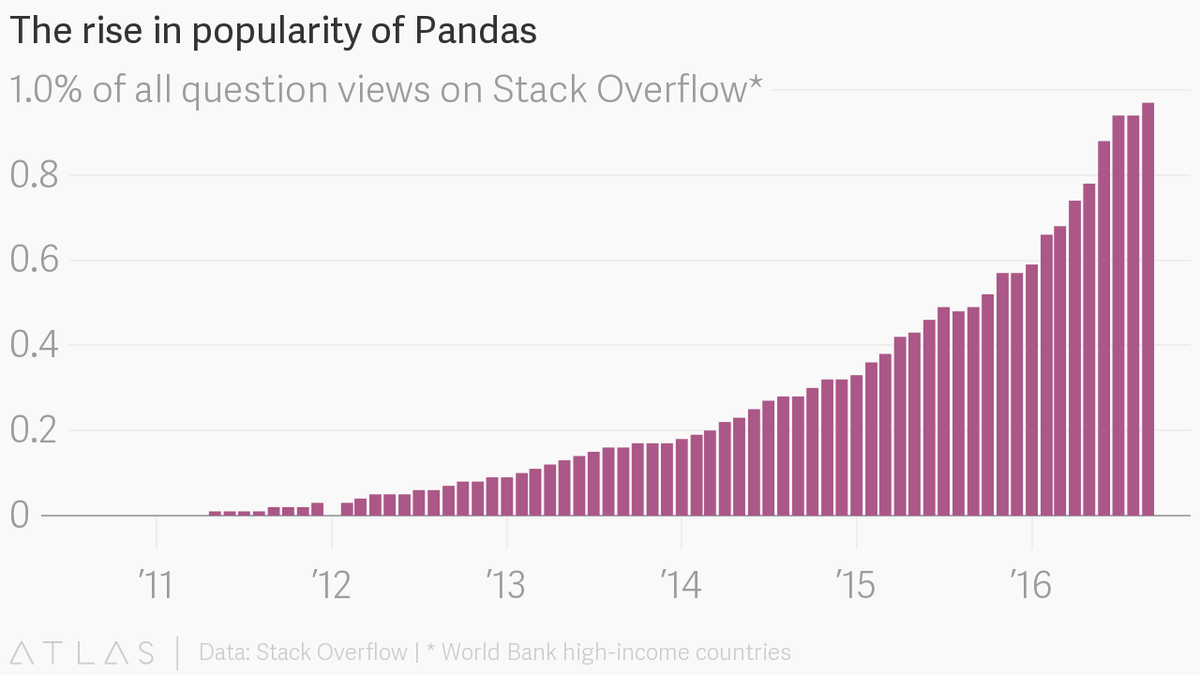 The rise in popularity of Pandas
1.0% of all question views on Stack Overflow*
0.8
0.6
0.4
0.2
0
’11 ’12 ’13 ’14 ’15 ’16
ATLAS | Data: Stack Overflow | * World Bank high-income countries